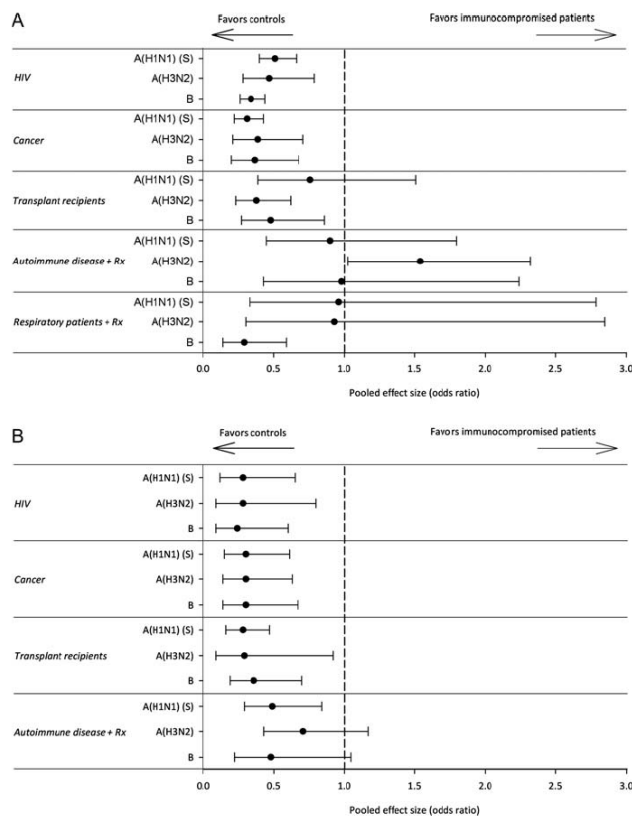 A
Favors controls
Favors immunocompromised patients
A(H1N1) (S)
HIV
A(H3N2)
B
A(H1N1) (S)
Cancer
A(H3N2)
B
A(H1N1) (S)
Transplant recipients
A(H3N2)
B
A(H1N1) (S)
Autoimmune disease + Rx
A(H3N2)
B
A(H1N1) (S)
Respiratory patients + Rx
A(H3N2)
B
0.0 0.5 1.0 1.5 2.0 2.5 3.0
Pooled effect size (odds ratio)
B
Favors controls
Favors immunocompromised patients
A(H1N1) (S)
HIV
A(H3N2)
B
A(H1N1) (S)
Cancer
A(H3N2)
B
A(H1N1) (S)
Transplant recipients
A(H3N2)
B
A(H1N1) (S)
Autoimmune disease + Rx
A(H3N2)
B
0.0 0.5 1.0 1.5 2.0 2.5 3.0
Pooled effect size (odds ratio)